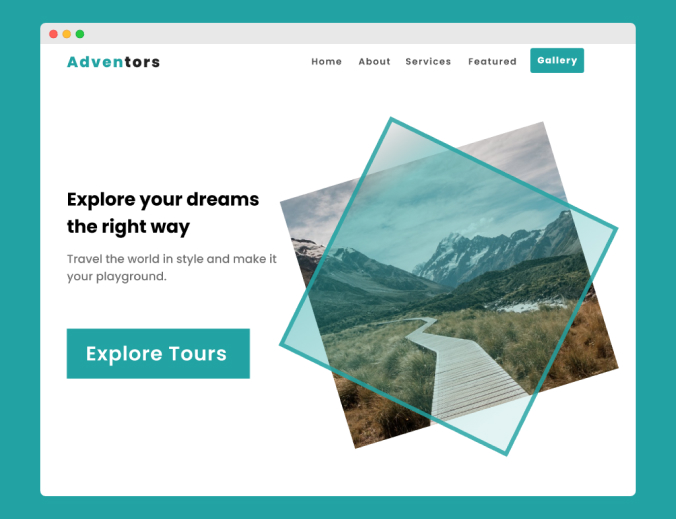 Adventors
Home About Services Featured Gallery
Explore your dreams
the right way
Travel the world in style and make it
your playground.
Explore Tours